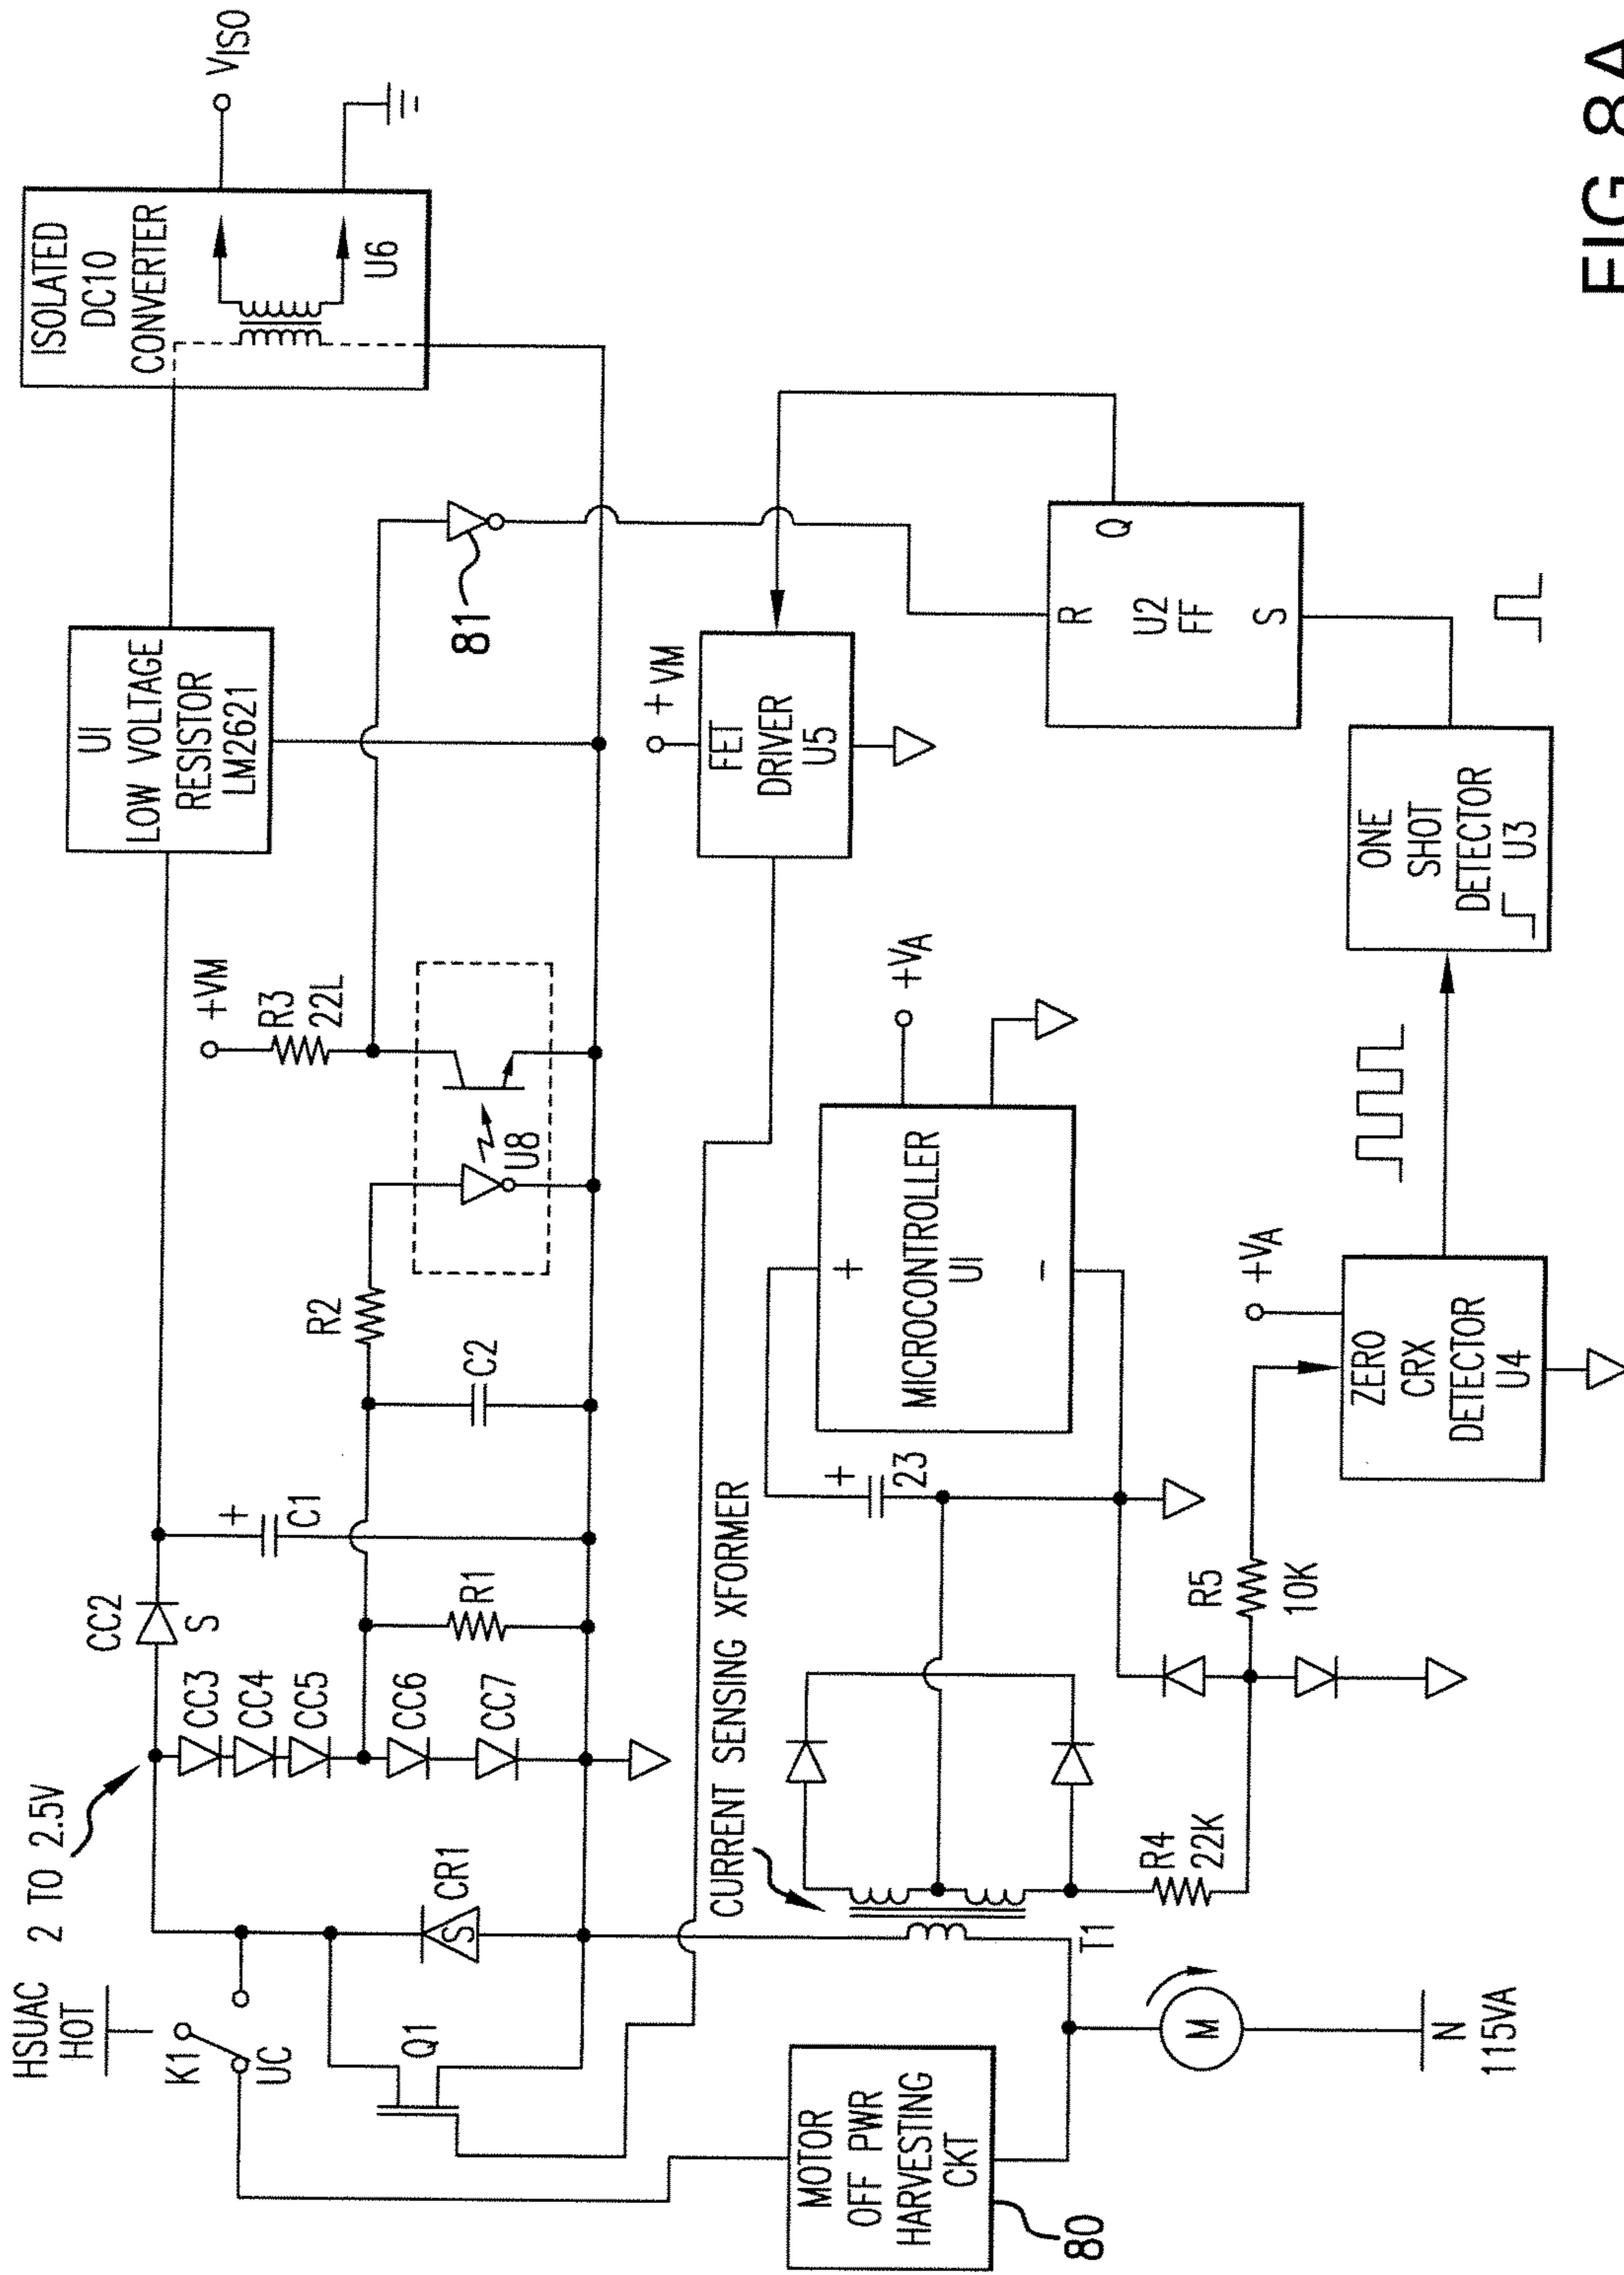 HSUAC
HOT
2 TO 2.5V
K1
UC
Q1
CR1
S
CC2
S
CC3
CC4
CC5
CC6
CC7
R1
+
C1
C2
R2
U8
+VM
R3
22L
UI
LOW VOLTAGE
RESISTOR
LM2621
ISOLATED
DC10
CONVERTER
U6
VISO
81
+ VM
FET
DRIVER
U5
R
Q
U2
FF
S
CURRENT SENSING XFORMER
T1
+
23
+
MICROCONTROLLER
UI
−
+VA
MOTOR
OFF PWR
HARVESTING
CKT
80
M
N
115VA
R4
22K
R5
10K
+VA
ZERO
CRX
DETECTOR
U4
ONE
SHOT
DETECTOR
U3
FIG. 8A